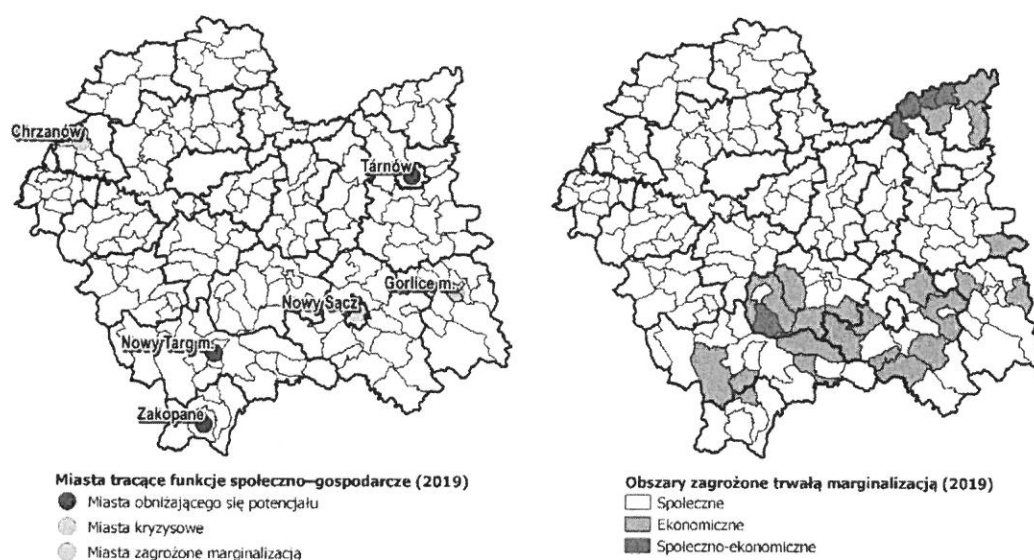 Chrzanów
Tarnów
Gorlice m.
Nowy Sącz
Nowy Targ m.
Zakopane
Miasta tracące funkcje społeczno–gospodarcze (2019)
Miasta obniżającego się potencjału
Miasta kryzysowe
Miasta zagrożone marginalizacją
Obszary zagrożone trwałą marginalizacją (2019)
Społeczne
Ekonomiczne
Społeczno-ekonomiczne